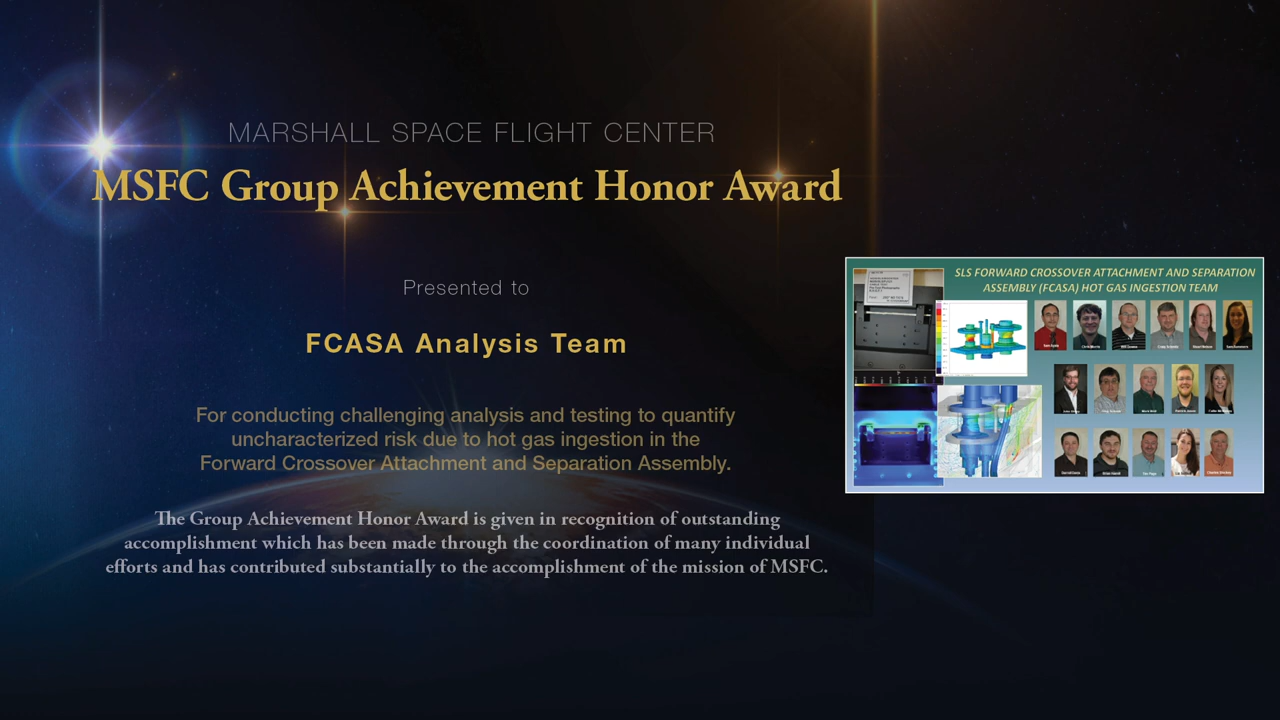 MARSHALL SPACE FLIGHT CENTER
MSFC Group Achievement Honor Award
Presented to
FCASA Analysis Team
For conducting challenging analysis and testing to quantify
uncharacterized risk due to hot gas ingestion in the
Forward Crossover Attachment and Separation Assembly.
The Group Achievement Honor Award is given in recognition of outstanding
accomplishment which has been made through the coordination of many individual
efforts and has contributed substantially to the accomplishment of the mission of MSFC.
SLS FORWARD CROSSOVER ATTACHMENT AND SEPARATION
ASSEMBLY (FCASA) HOT GAS INGESTION TEAM